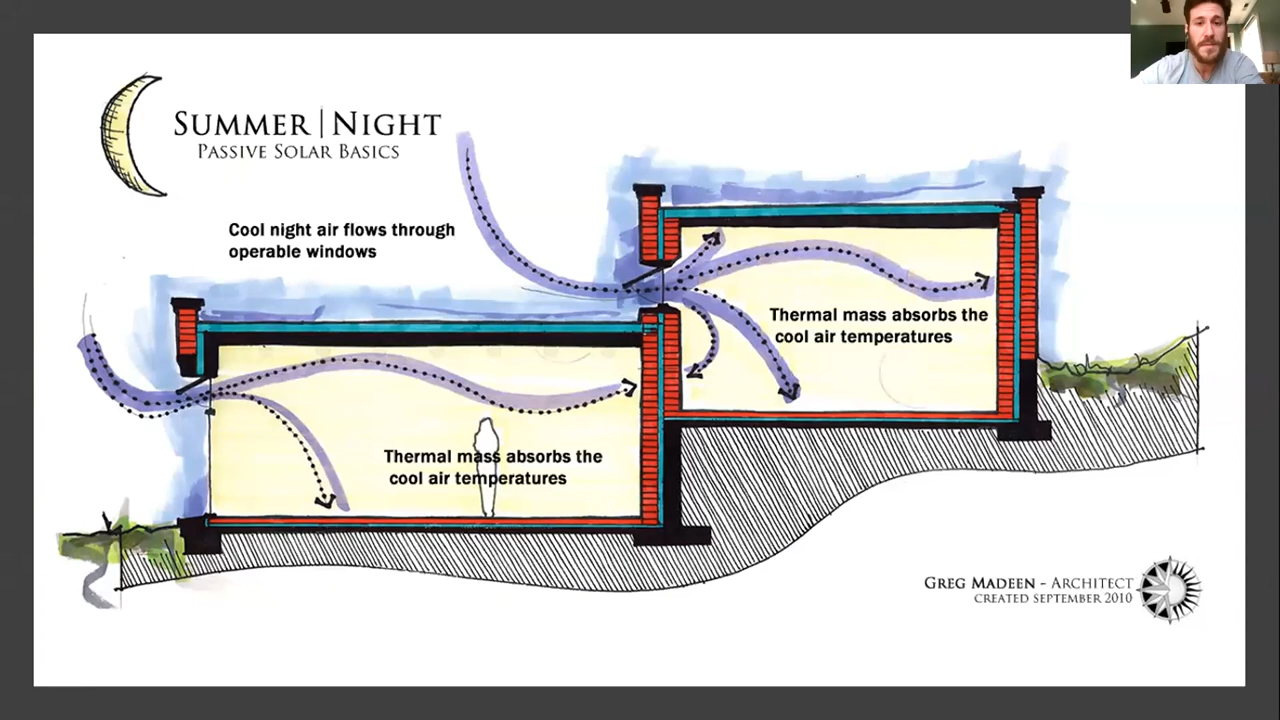 SUMMER | NIGHT
PASSIVE SOLAR BASICS
Cool night air flows through
operable windows
Thermal mass absorbs the
cool air temperatures
Thermal mass absorbs the
cool air temperatures
GREG MADEEN - ARCHITECT
CREATED SEPTEMBER 2010